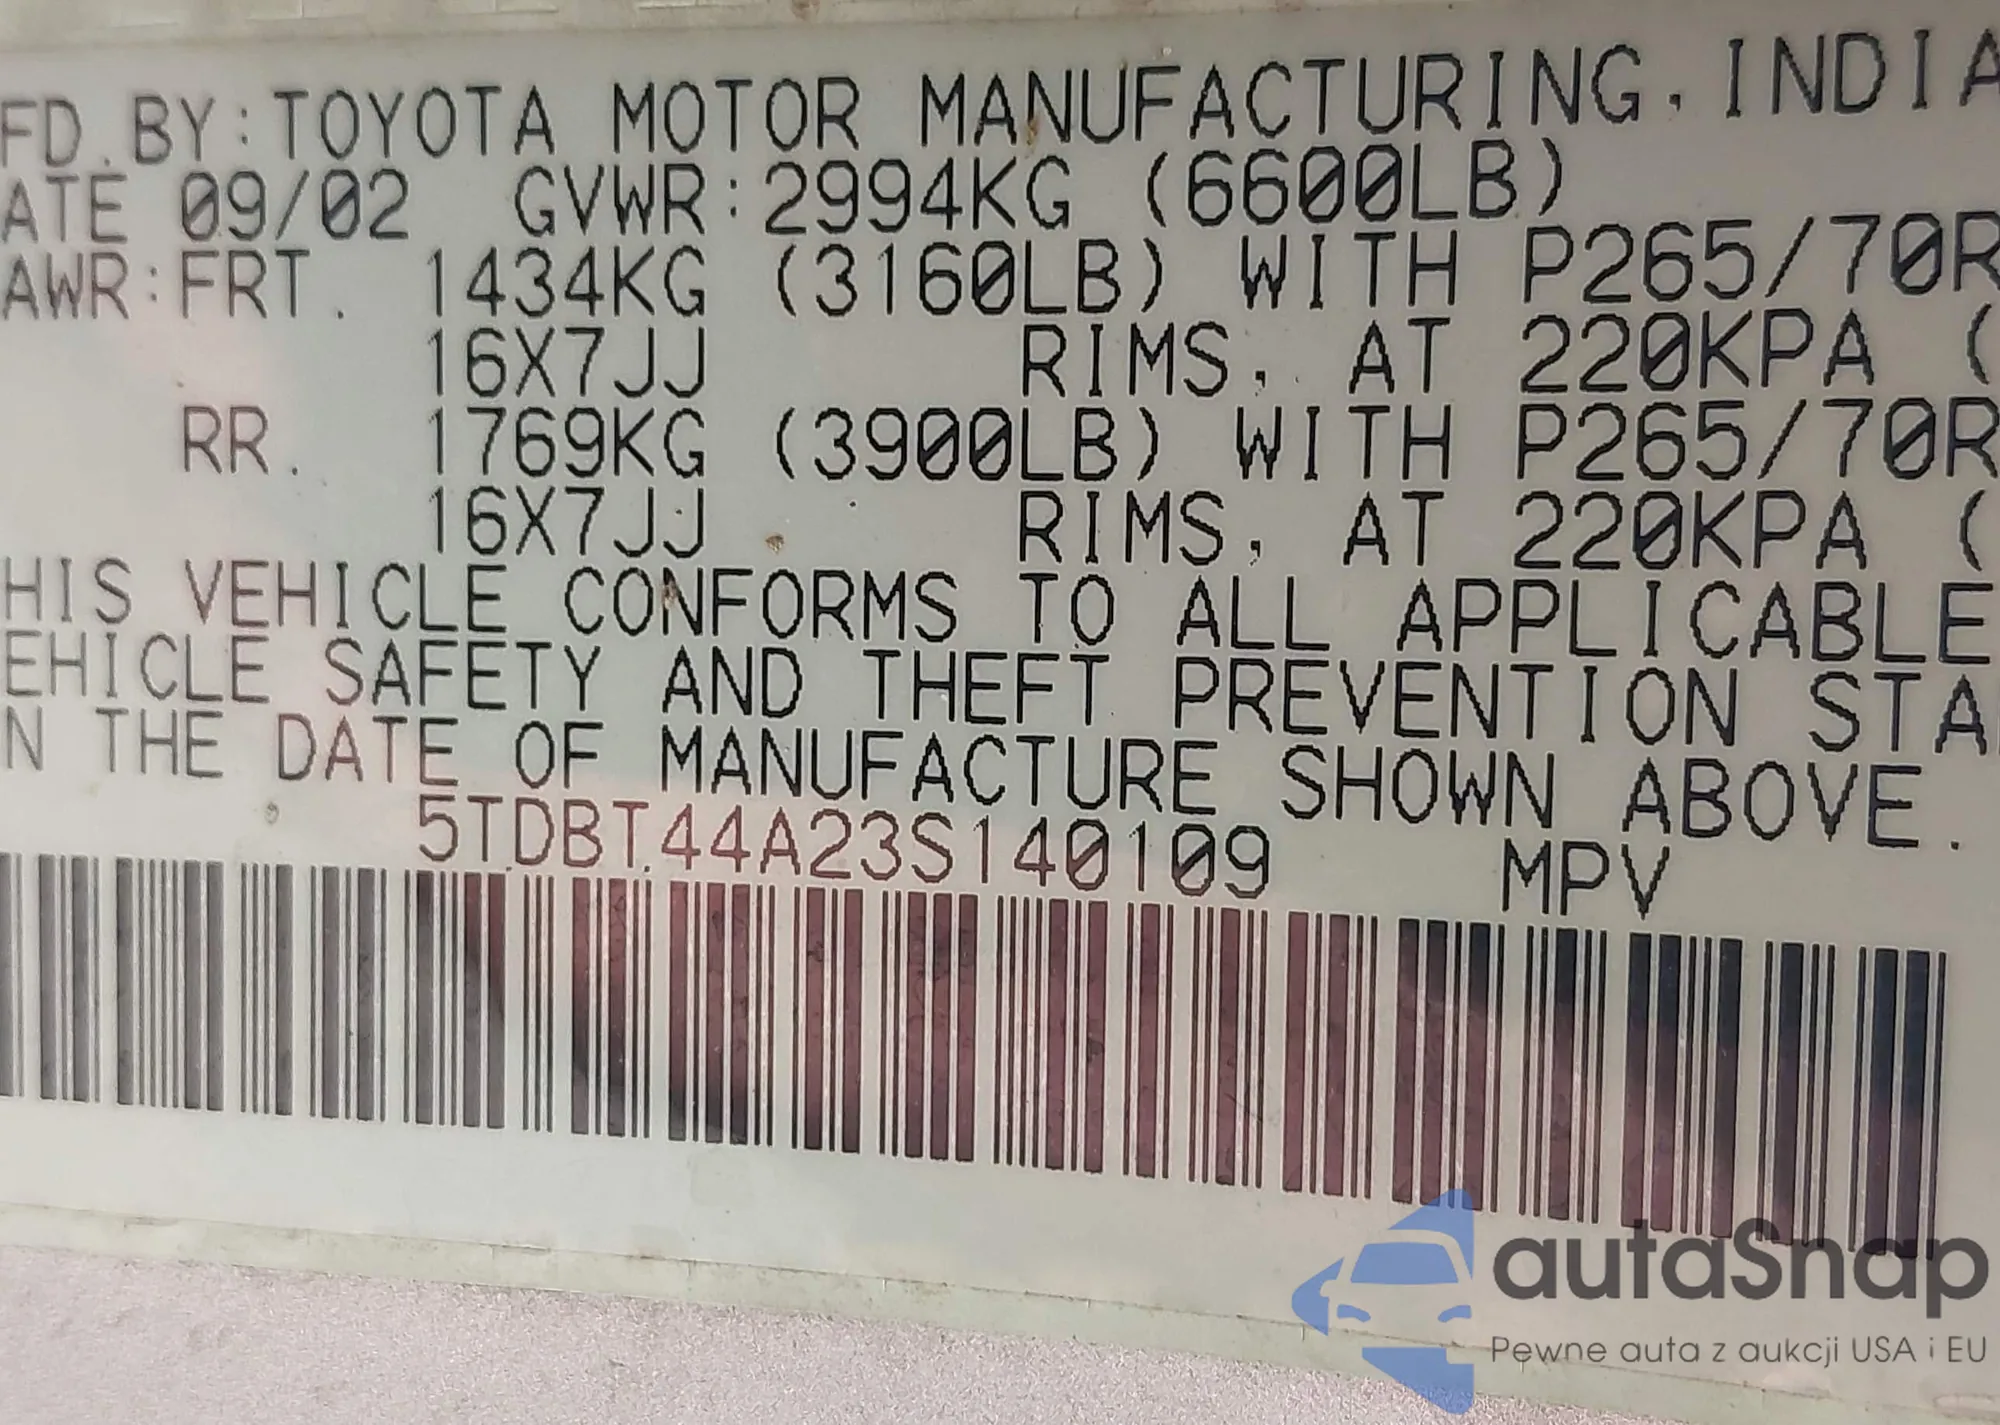 FD. BY: TOYOTA MOTOR MANUFACTURING, INDIA
ATE 09/02 GVWR: 2994KG (6600LB)
AWR: FRT. 1434KG (3160LB) WITH P265/70R
16X7JJ RIMS, AT 220KPA (
RR. 1769KG (3900LB) WITH P265/70R
16X7JJ RIMS, AT 220KPA (
HIS VEHICLE CONFORMS TO ALL APPLICABLE
EHICLE SAFETY AND THEFT PREVENTION STA
N THE DATE OF MANUFACTURE SHOWN ABOVE.
5TDBT44A23S140109 MPV
autaSnap
Pewne auta z aukcji USA i EU